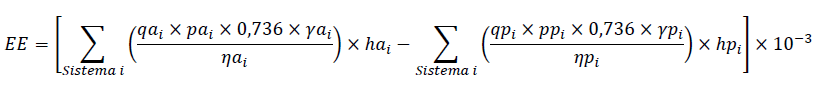 EE = [ ∑_{Sistema i} ( (qa_i × pa_i × 0,736 × γa_i) / ηa_i ) × ha_i − ∑_{Sistema i} ( (qp_i × pp_i × 0,736 × γp_i) / ηp_i ) × hp_i ] × 10^{−3}